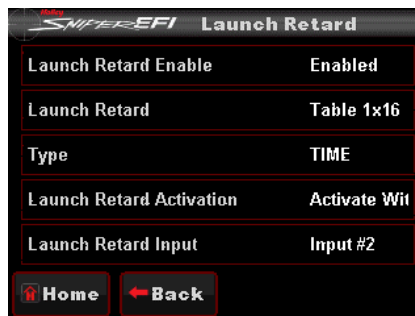 Holley
SNIPER EFI Launch Retard
Launch Retard Enable Enabled
Launch Retard Table 1x16
Type TIME
Launch Retard Activation Activate Wit
Launch Retard Input Input #2
Home Back